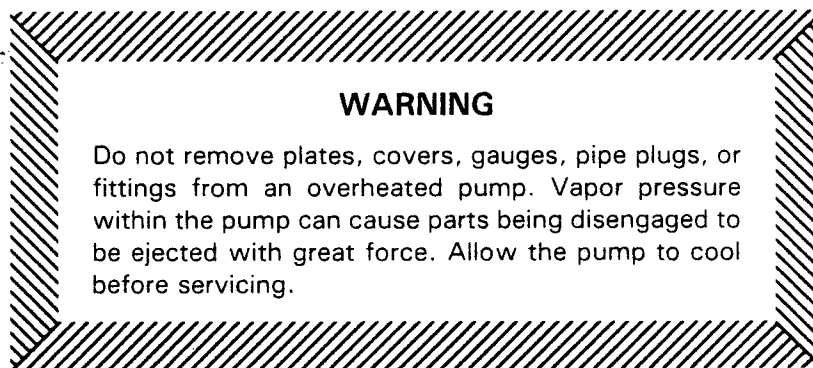 WARNING
Do not remove plates, covers, gauges, pipe plugs, or
fittings from an overheated pump. Vapor pressure
within the pump can cause parts being disengaged to
be ejected with great force. Allow the pump to cool
before servicing.